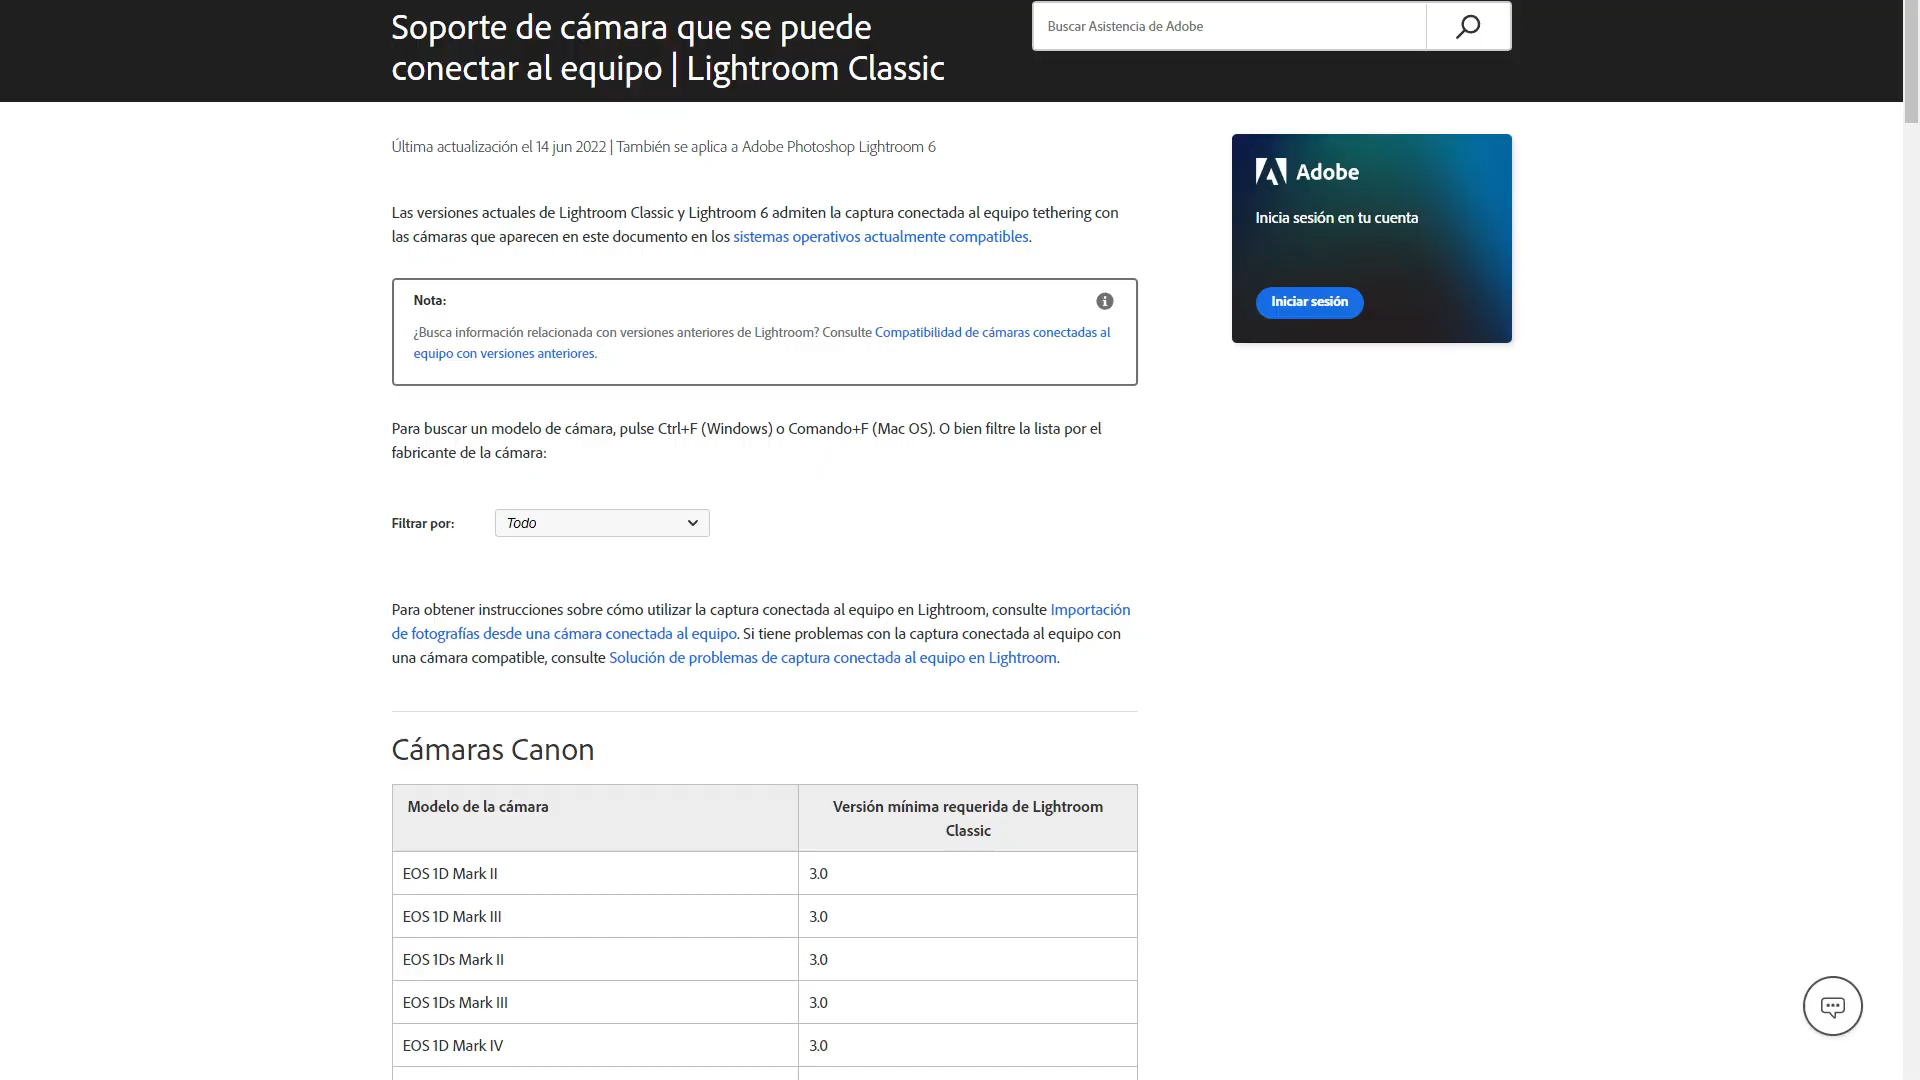 Soporte de cámara que se puede
conectar al equipo | Lightroom Classic
Buscar Asistencia de Adobe
Última actualización el 14 jun 2022 | También se aplica a Adobe Photoshop Lightroom 6
Adobe
Inicia sesión en tu cuenta
Iniciar sesión
Las versiones actuales de Lightroom Classic y Lightroom 6 admiten la captura conectada al equipo tethering con
las cámaras que aparecen en este documento en los sistemas operativos actualmente compatibles.
Nota:
¿Busca información relacionada con versiones anteriores de Lightroom? Consulte Compatibilidad de cámaras conectadas al
equipo con versiones anteriores.
Para buscar un modelo de cámara, pulse Ctrl+F (Windows) o Comando+F (Mac OS). O bien filtre la lista por el
fabricante de la cámara:
Filtrar por: Todo
Para obtener instrucciones sobre cómo utilizar la captura conectada al equipo en Lightroom, consulte Importación
de fotografías desde una cámara conectada al equipo. Si tiene problemas con la captura conectada al equipo con
una cámara compatible, consulte Solución de problemas de captura conectada al equipo en Lightroom.
Cámaras Canon
Modelo de la cámara
Versión mínima requerida de Lightroom
Classic
EOS 1D Mark II 3.0
EOS 1D Mark III 3.0
EOS 1Ds Mark II 3.0
EOS 1Ds Mark III 3.0
EOS 1D Mark IV 3.0